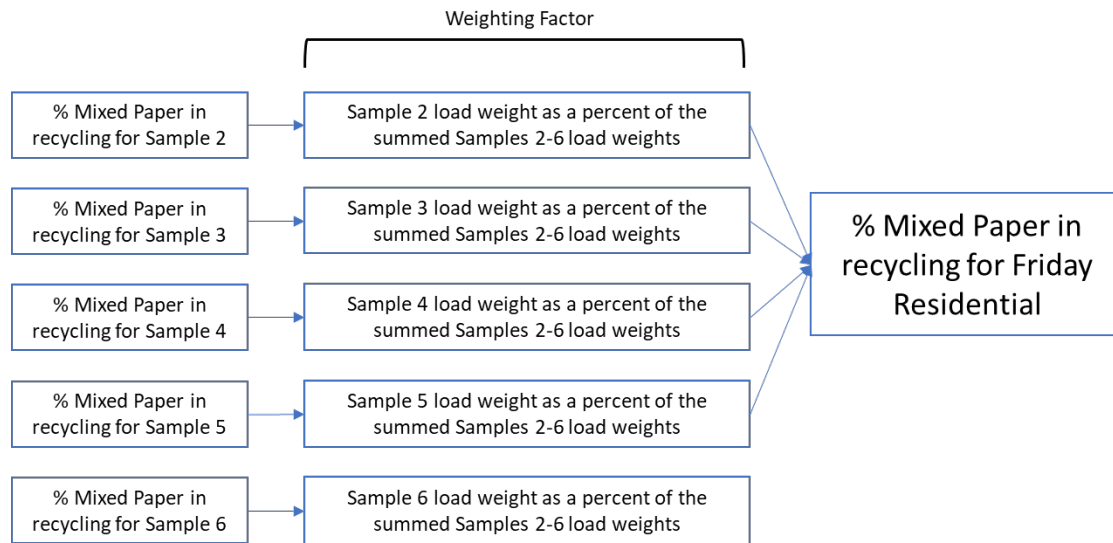 Weighting Factor
% Mixed Paper in
recycling for Sample 2
Sample 2 load weight as a percent of the
summed Samples 2-6 load weights
% Mixed Paper in
recycling for Sample 3
Sample 3 load weight as a percent of the
summed Samples 2-6 load weights
% Mixed Paper in
recycling for Sample 4
Sample 4 load weight as a percent of the
summed Samples 2-6 load weights
% Mixed Paper in
recycling for Sample 5
Sample 5 load weight as a percent of the
summed Samples 2-6 load weights
% Mixed Paper in
recycling for Sample 6
Sample 6 load weight as a percent of the
summed Samples 2-6 load weights
% Mixed Paper in
recycling for Friday
Residential